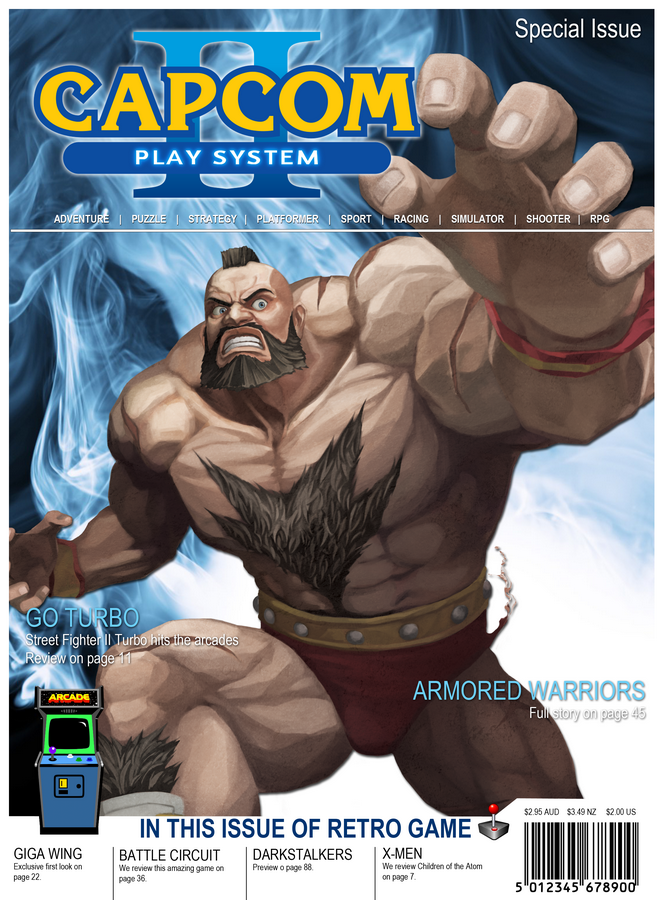 Special Issue
II
CAPCOM
PLAY SYSTEM
ADVENTURE | PUZZLE | STRATEGY | PLATFORMER | SPORT | RACING | SIMULATOR | SHOOTER | RPG
GO TURBO
Street Fighter II Turbo hits the arcades
Review on page 11
ARMORED WARRIORS
Full story on page 45
ARCADE
IN THIS ISSUE OF RETRO GAME
$2.95 AUD $3.49 NZ $2.00 US
GIGA WING
Exclusive first look on
page 22.
BATTLE CIRCUIT
We review this amazing game on
page 36.
DARKSTALKERS
Preview o page 88.
X-MEN
We review Children of the Atom
on page 7.
5 012345 678900